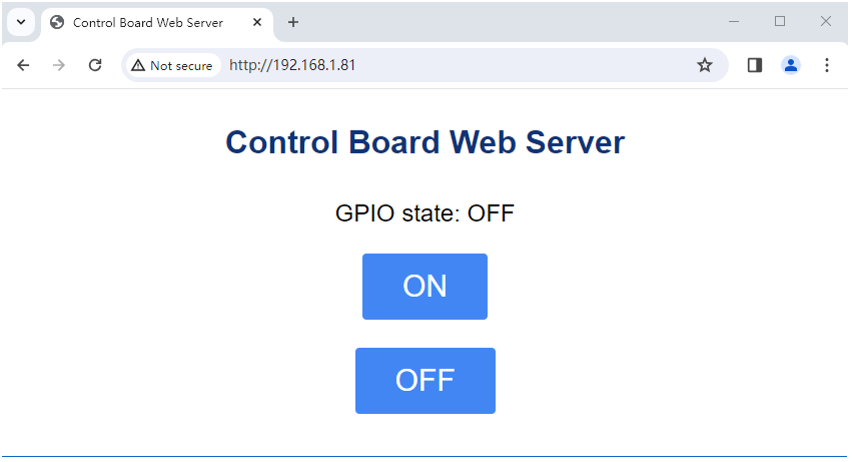 Control Board Web Server
Not secure http://192.168.1.81
Control Board Web Server
GPIO state: OFF
ON
OFF